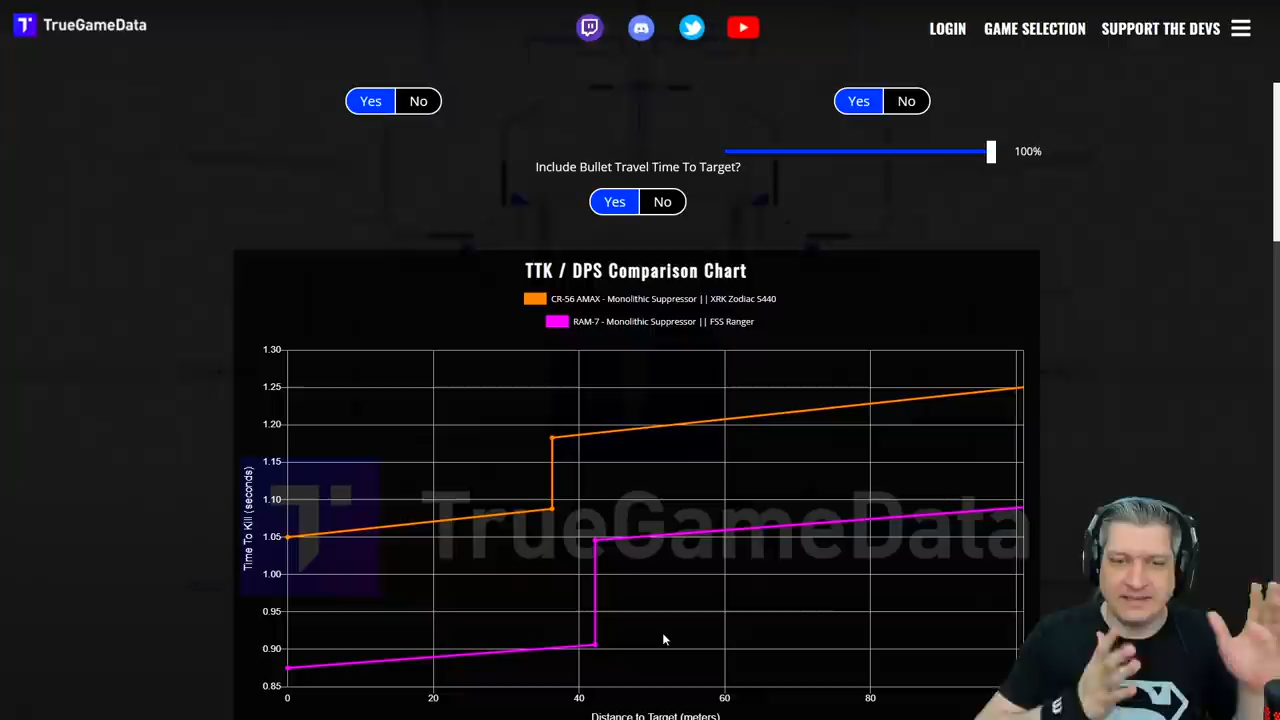 TrueGameData
LOGIN GAME SELECTION SUPPORT THE DEVS
Yes No
Yes No
100%
Include Bullet Travel Time To Target?
Yes No
TTK / DPS Comparison Chart
CR-56 AMAX - Monolithic Suppressor || XRK Zodiac S440
RAM-7 - Monolithic Suppressor || FSS Ranger
1.30
1.25
1.20
1.15
1.10
1.05
1.00
0.95
0.90
0.85
Time To Kill (seconds)
TrueGameData
0 20 40 60 80
Distance to Target (meters)